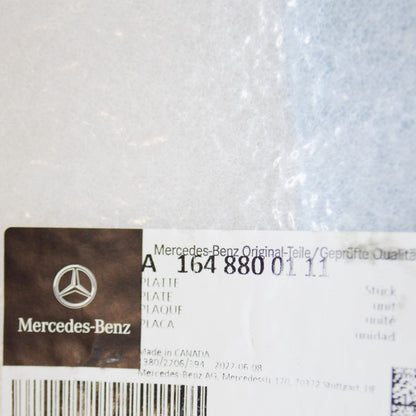 Mercedes-Benz Original-Teile / Geprüfte Qualitä
A 164 880 01 11
Mercedes-Benz
PLATTE
PLATE
PLAQUE
PLACA
Stück
unit
unité
unidad
Made in CANADA
2022-06-08
Mercedes-Benz AG, Mercedesstr. 120, 70372 Stuttgart, DE